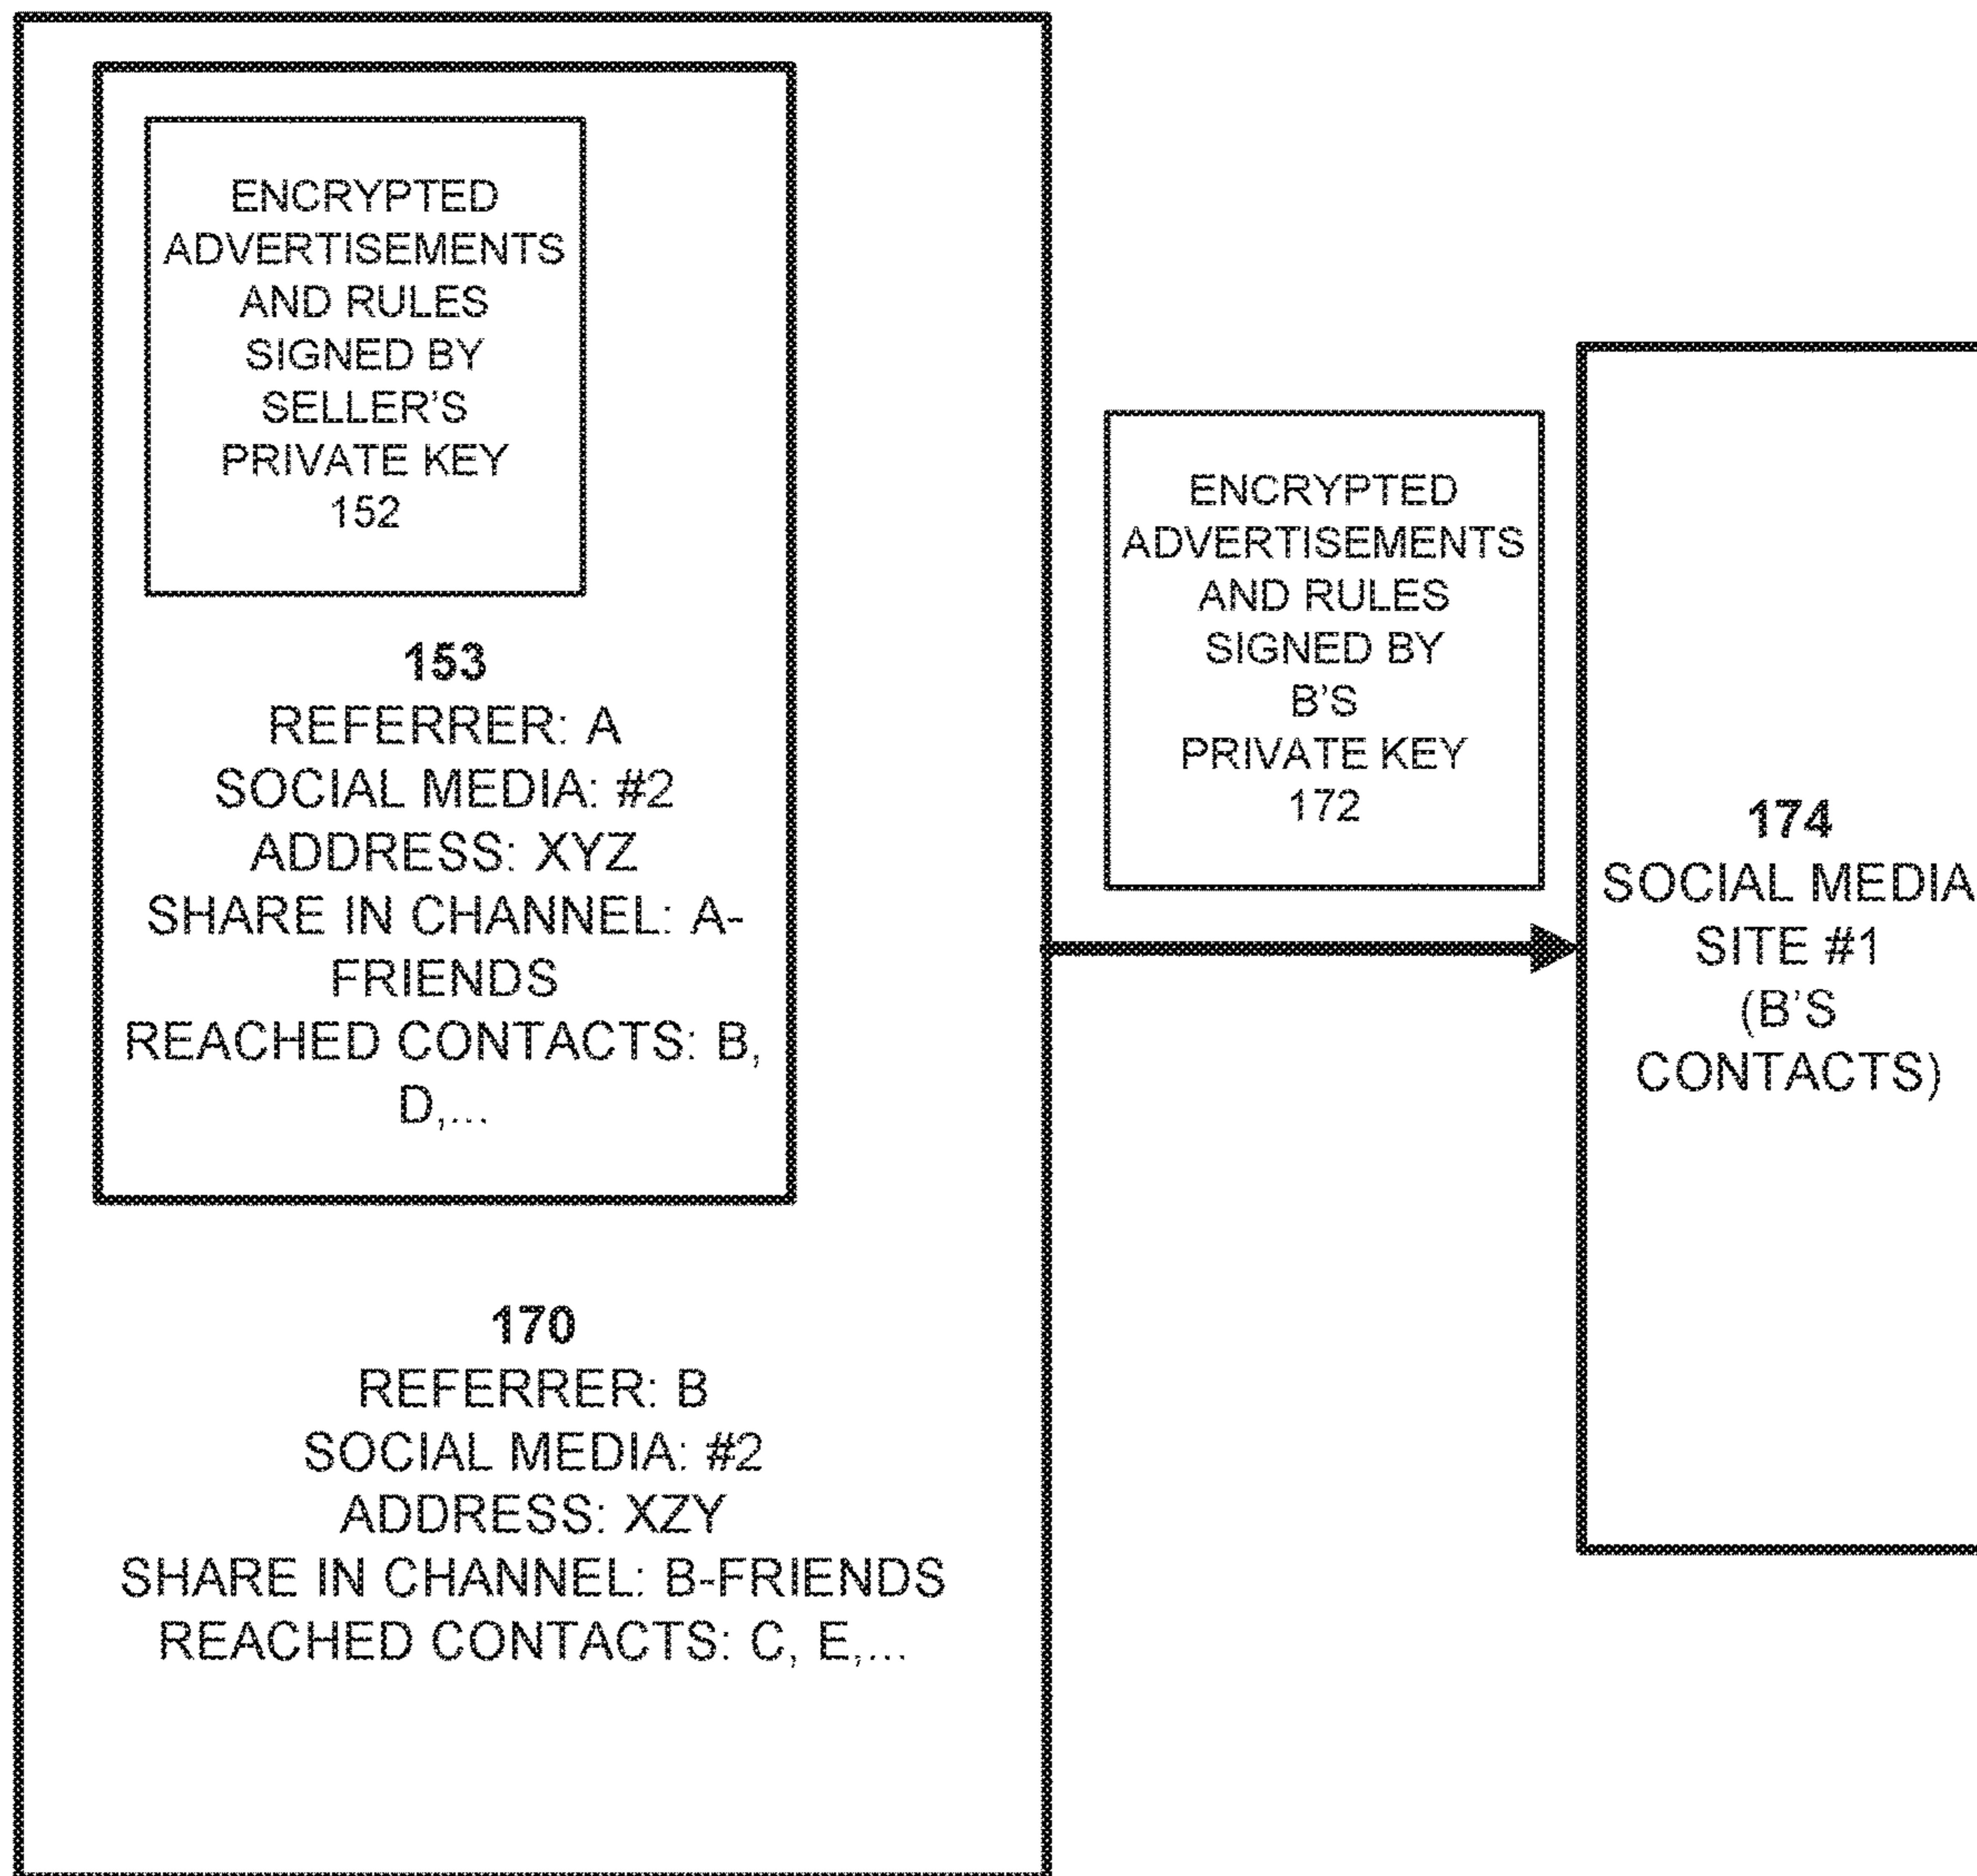 ENCRYPTED
ADVERTISEMENTS
AND RULES
SIGNED BY
SELLER'S
PRIVATE KEY
152
153
REFERRER: A
SOCIAL MEDIA: #2
ADDRESS: XYZ
SHARE IN CHANNEL: A-
FRIENDS
REACHED CONTACTS: B,
D,...
170
REFERRER: B
SOCIAL MEDIA: #2
ADDRESS: XZY
SHARE IN CHANNEL: B-FRIENDS
REACHED CONTACTS: C, E,...
ENCRYPTED
ADVERTISEMENTS
AND RULES
SIGNED BY
B'S
PRIVATE KEY
172
174
SOCIAL MEDIA
SITE #1
(B'S
CONTACTS)